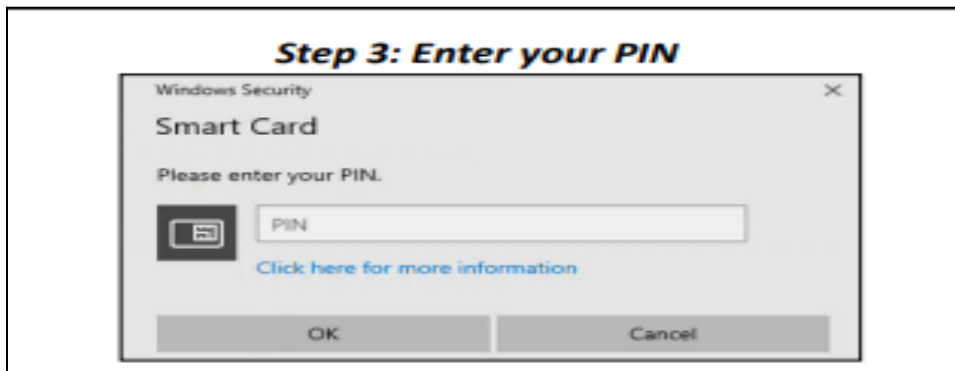 Step 3: Enter your PIN
Windows Security
Smart Card
Please enter your PIN.
PIN
Click here for more information
OK Cancel